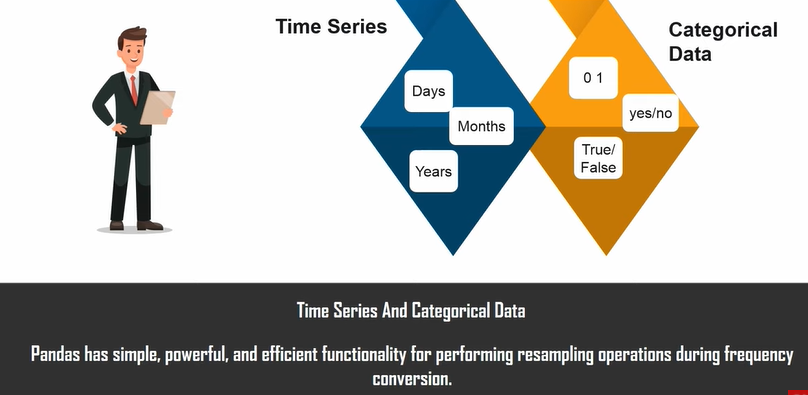 Time Series
Categorical
Data
Days
Months
Years
0 1
yes/no
True/
False
Time Series And Categorical Data
Pandas has simple, powerful, and efficient functionality for performing resampling operations during frequency
conversion.